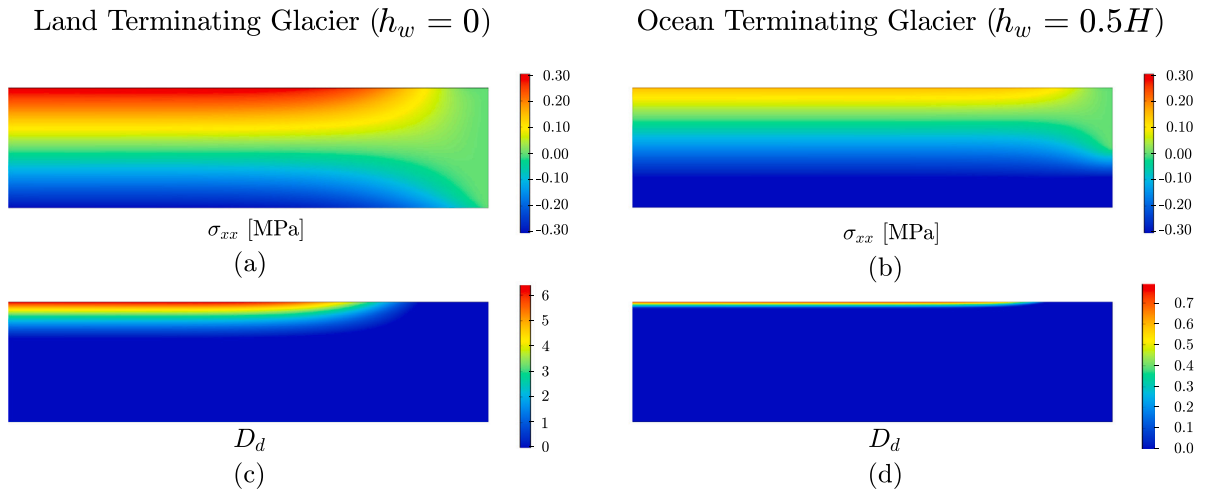 Land Terminating Glacier (h_w = 0)
Ocean Terminating Glacier (h_w = 0.5H)
0.30
0.20
0.10
0.00
-0.10
-0.20
-0.30
σ_xx [MPa]
(a)
0.30
0.20
0.10
0.00
-0.10
-0.20
-0.30
σ_xx [MPa]
(b)
6
5
4
3
2
1
0
D_d
(c)
0.7
0.6
0.5
0.4
0.3
0.2
0.1
0.0
D_d
(d)